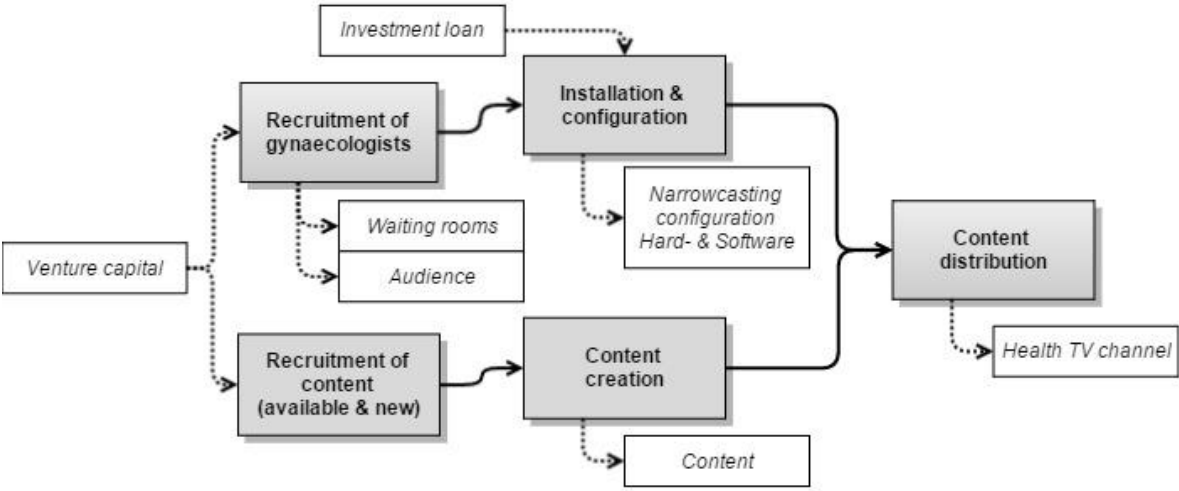 Investment loan
Recruitment of
gynaecologists
Installation &
configuration
Waiting rooms
Audience
Narrowcasting
configuration
Hard- & Software
Venture capital
Content
distribution
Health TV channel
Recruitment of
content
(available & new)
Content
creation
Content